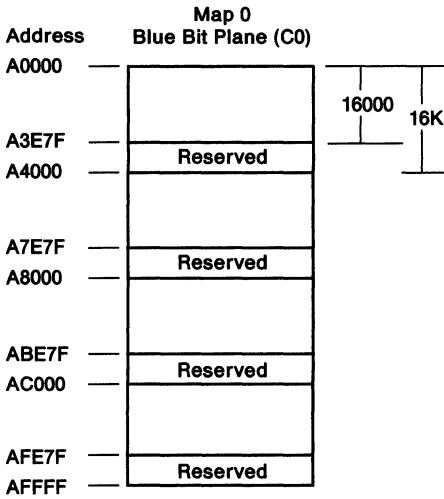 Map 0
Address Blue Bit Plane (C0)
A0000
16000
16K
A3E7F
Reserved
A4000
A7E7F
Reserved
A8000
ABE7F
Reserved
AC000
AFE7F
Reserved
AFFFF